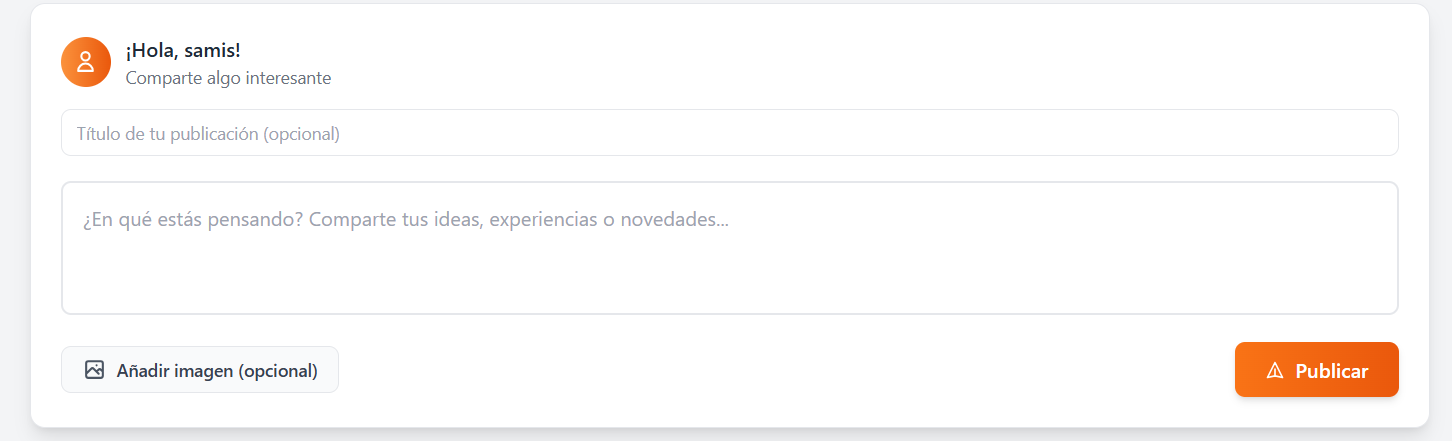 ¡Hola, samis!
Comparte algo interesante
Título de tu publicación (opcional)
¿En qué estás pensando? Comparte tus ideas, experiencias o novedades...
Añadir imagen (opcional)
Publicar